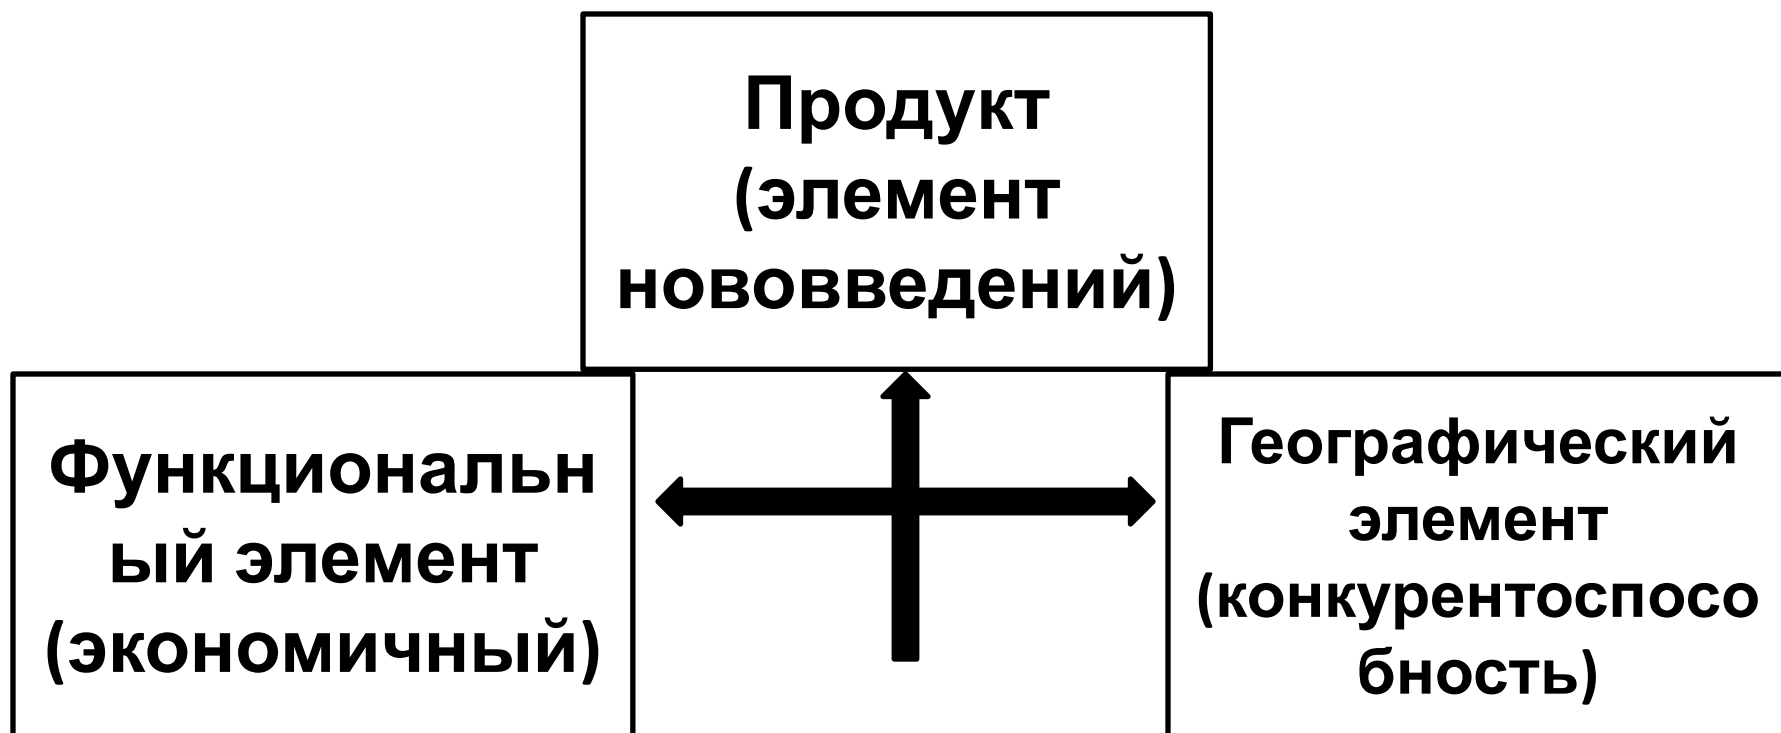 Продукт
(элемент
нововведений)
Функциональн
ый элемент
(экономичный)
Географический
элемент
(конкурентоспосо
бность)